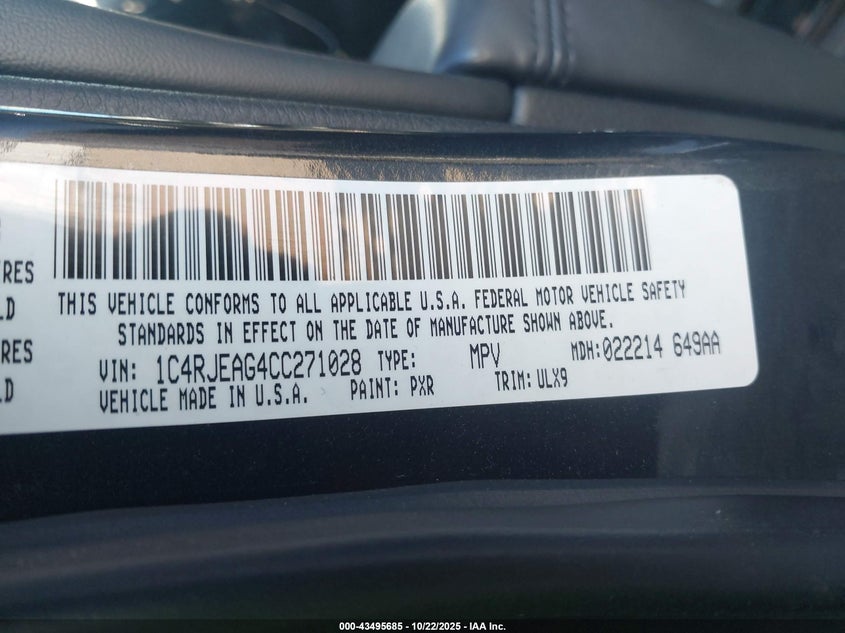 TRES
LD
TRES
LD
THIS VEHICLE CONFORMS TO ALL APPLICABLE U.S.A. FEDERAL MOTOR VEHICLE SAFETY
STANDARDS IN EFFECT ON THE DATE OF MANUFACTURE SHOWN ABOVE.
VIN: 1C4RJEAG4CC271028 TYPE: MPV MDH:022214 649AA
VEHICLE MADE IN U.S.A. PAINT: PXR TRIM: ULX9
000-43495685 - 10/22/2025 - IAA Inc.